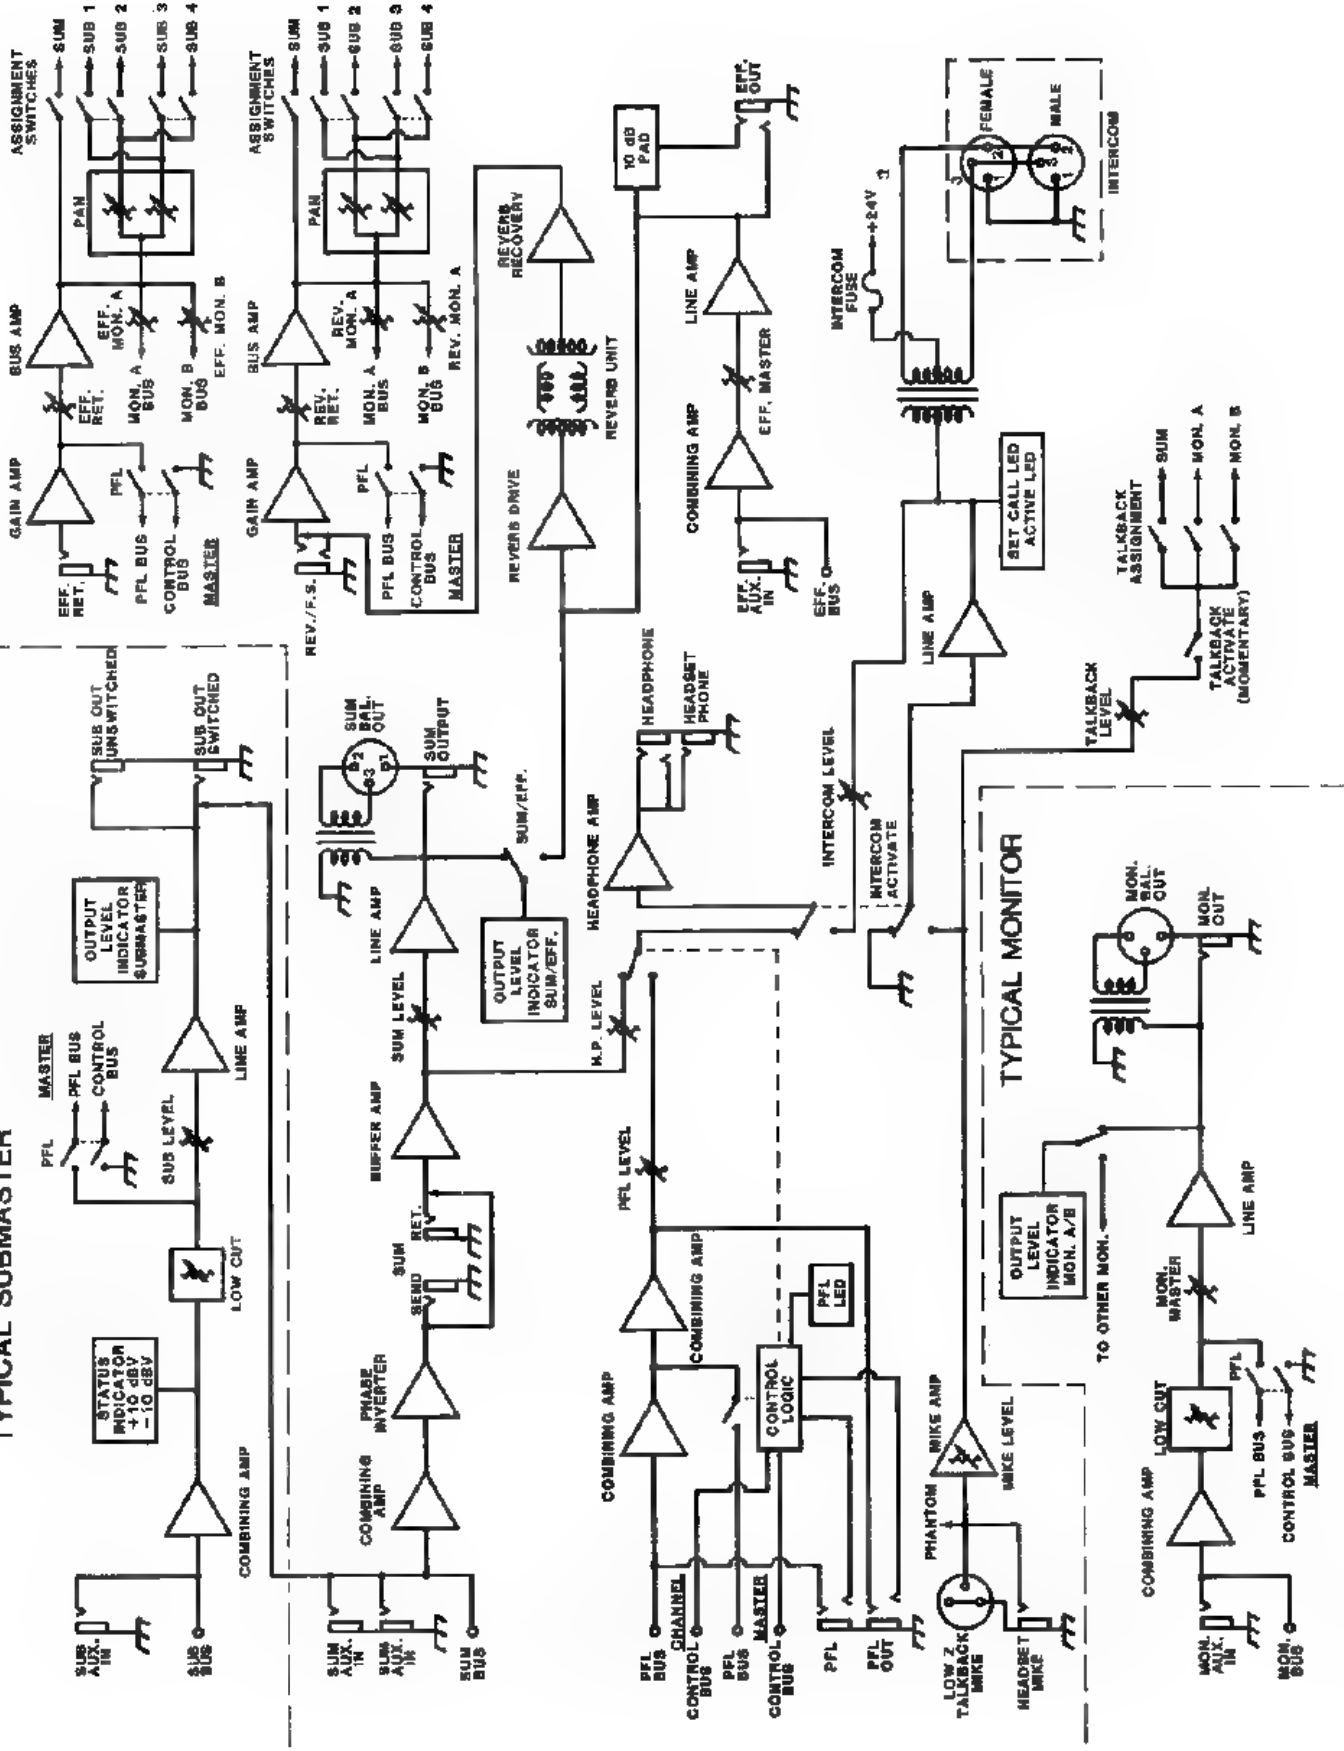 TYPICAL SUBMASTER
SUB
AUX.
IN
SUB
BUS
COMBINING AMP
STATUS
INDICATOR
+10 dBV
-10 dBV
LOW CUT
PFL
MASTER
PFL BUS
CONTROL
BUS
SUB LEVEL
LINE AMP
OUTPUT
LEVEL
INDICATOR
SUBMASTER
SUB OUT
UNSWITCHED
SUB OUT
SWITCHED
EFF.
RET.
GAIN AMP
PFL
PFL BUS
CONTROL
BUS
MASTER
EFF.
RET.
BUS AMP
EFF.
MON. A
MON. A
BUS
MON. B
BUS
EFF. MON. B
PAN
ASSIGNMENT
SWITCHES
SUM
SUB 1
SUB 2
SUB 3
SUB 4
REV./F.S.
GAIN AMP
PFL
PFL BUS
CONTROL
BUS
MASTER
REV.
RET.
BUS AMP
REV.
MON. A
MON. A
BUS
MON. B
BUS
REV. MON. A
PAN
ASSIGNMENT
SWITCHES
SUM
SUB 1
SUB 2
SUB 3
SUB 4
SUM
AUX.
IN
SUM
AUX.
IN
SUM
BUS
COMBINING
AMP
PHASE
INVERTER
SEND
SUM
RET.
BUFFER AMP
SUM LEVEL
LINE AMP
SUM
BAL.
OUT
2
3
1
SUM
OUTPUT
OUTPUT
LEVEL
INDICATOR
SUM/EFF.
SUM/EFF.
REVERB DRIVE
REVERB UNIT
REVERB
RECOVERY
10 dB
PAD
EFF.
OUT
EFF.
AUX.
IN
EFF.
BUS
COMBINING AMP
EFF. MASTER
LINE AMP
PFL
BUS
CHANNEL
CONTROL
BUS
PFL
BUS
MASTER
CONTROL
BUS
PFL
PFL
OUT
COMBINING AMP
COMBINING AMP
CONTROL
LOGIC
PFL
LED
PFL LEVEL
H.P. LEVEL
HEADPHONE AMP
HEADPHONE
HEADSET
PHONE
INTERCOM LEVEL
INTERCOM
ACTIVATE
LINE AMP
SET CALL LED
ACTIVE LED
INTERCOM
FUSE
+24V
3
2
1
FEMALE
2
3
1
MALE
INTERCOM
LOW Z
TALKBACK
MIKE
HEADSET
MIKE
PHANTOM
MIKE AMP
MIKE LEVEL
TALKBACK
LEVEL
TALKBACK
ACTIVATE
(MOMENTARY)
TALKBACK
ASSIGNMENT
SUM
MON. A
MON. B
TYPICAL MONITOR
MON.
AUX.
IN
MON.
BUS
COMBINING AMP
LOW CUT
PFL
PFL BUS
CONTROL BUS
MASTER
MON.
MASTER
LINE AMP
TO OTHER MON.
OUTPUT
LEVEL
INDICATOR
MON. A/B
MON.
BAL.
OUT
MON.
OUT